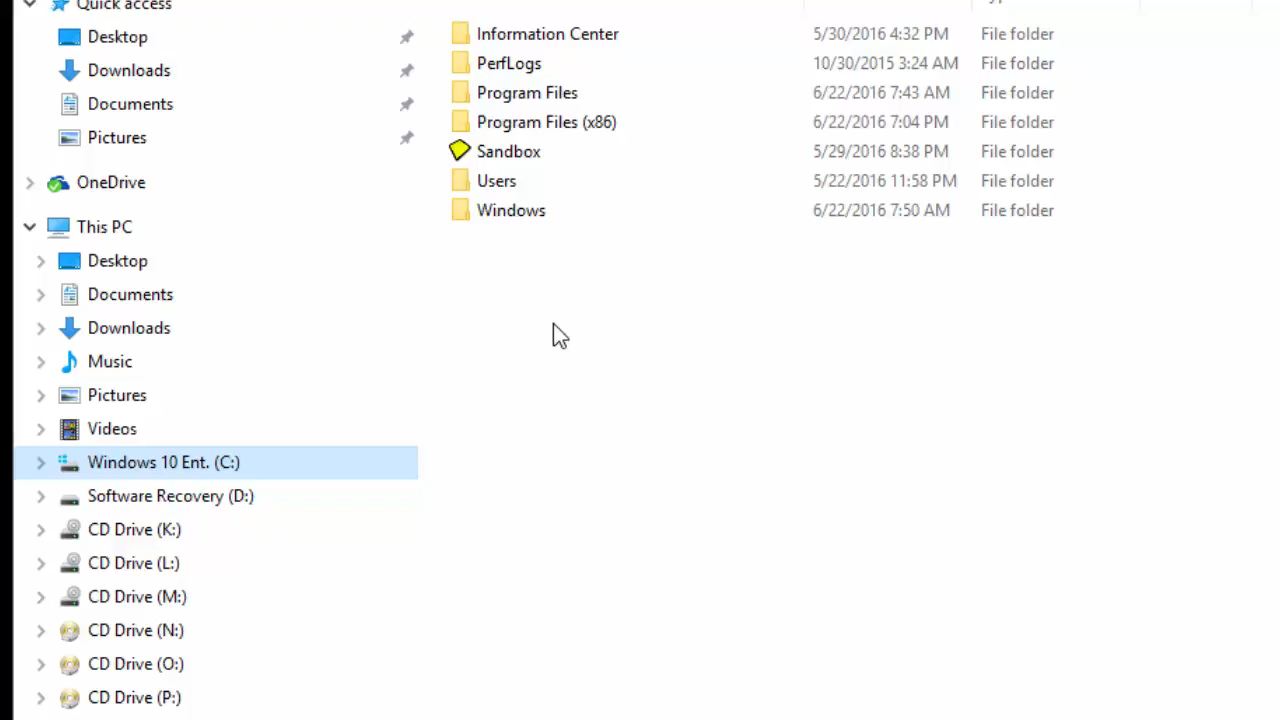 Quick access
Desktop
Downloads
Documents
Pictures
OneDrive
This PC
Desktop
Documents
Downloads
Music
Pictures
Videos
Windows 10 Ent. (C:)
Software Recovery (D:)
CD Drive (K:)
CD Drive (L:)
CD Drive (M:)
CD Drive (N:)
CD Drive (O:)
CD Drive (P:)
Information Center 5/30/2016 4:32 PM File folder
PerfLogs 10/30/2015 3:24 AM File folder
Program Files 6/22/2016 7:43 AM File folder
Program Files (x86) 6/22/2016 7:04 PM File folder
Sandbox 5/29/2016 8:38 PM File folder
Users 5/22/2016 11:58 PM File folder
Windows 6/22/2016 7:50 AM File folder